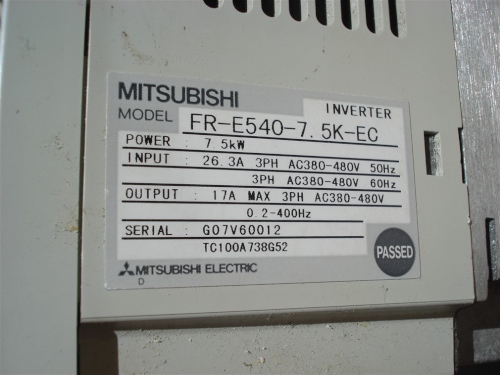 MITSUBISHI
INVERTER
MODEL FR-E540-7.5K-EC
POWER : 7.5kW
INPUT : 26.3A 3PH AC380-480V 50Hz
3PH AC380-480V 60Hz
OUTPUT : 17A MAX 3PH AC380-480V
0.2-400Hz
SERIAL : G07V60012
TC100A738G52
PASSED
MITSUBISHI ELECTRIC
D